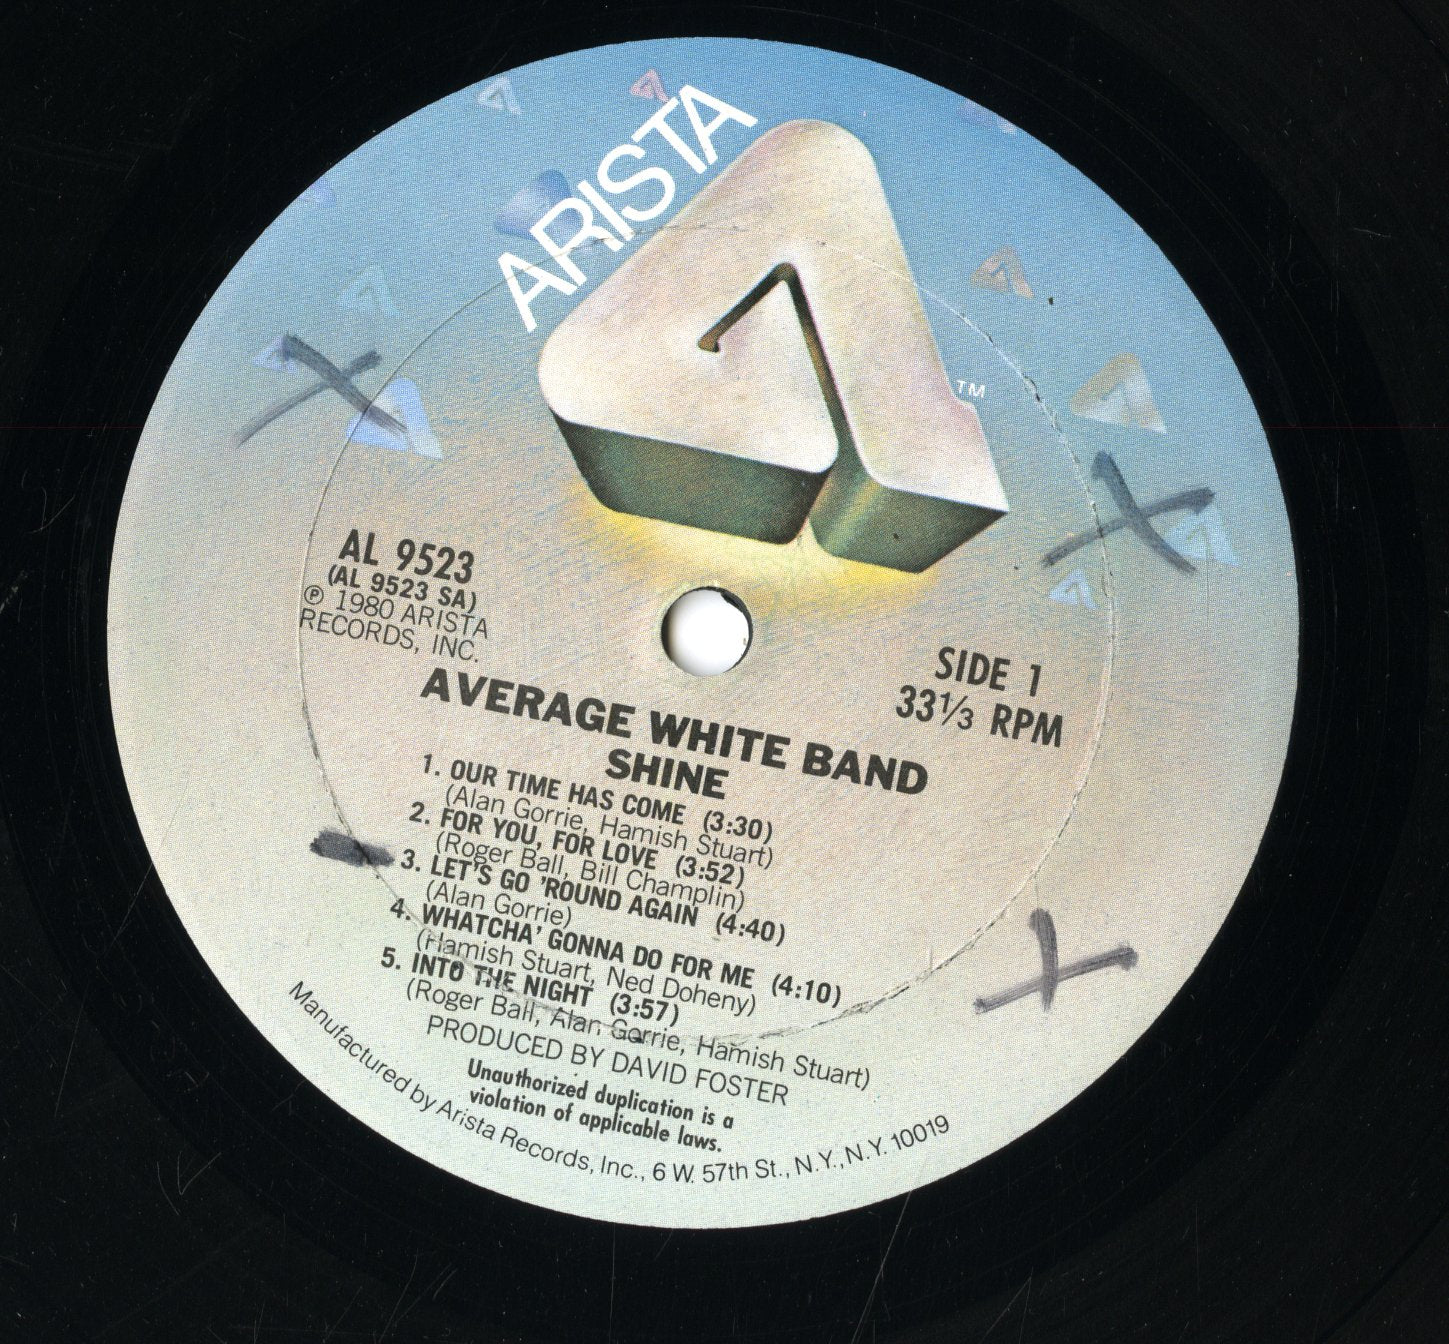 ARISTA
TM
AL 9523
(AL 9523 SA)
℗ 1980 ARISTA
RECORDS, INC.
SIDE 1
33⅓ RPM
AVERAGE WHITE BAND
SHINE
1. OUR TIME HAS COME (3:30)
(Alan Gorrie, Hamish Stuart)
2. FOR YOU, FOR LOVE (3:52)
(Roger Ball, Bill Champlin)
3. LET'S GO 'ROUND AGAIN (4:40)
(Alan Gorrie)
4. WHATCHA' GONNA DO FOR ME (4:10)
(Hamish Stuart, Ned Doheny)
5. INTO THE NIGHT (3:57)
(Roger Ball, Alan Gorrie, Hamish Stuart)
PRODUCED BY DAVID FOSTER
Unauthorized duplication is a
violation of applicable laws.
Manufactured by Arista Records, Inc., 6 W. 57th St., N.Y., N.Y. 10019